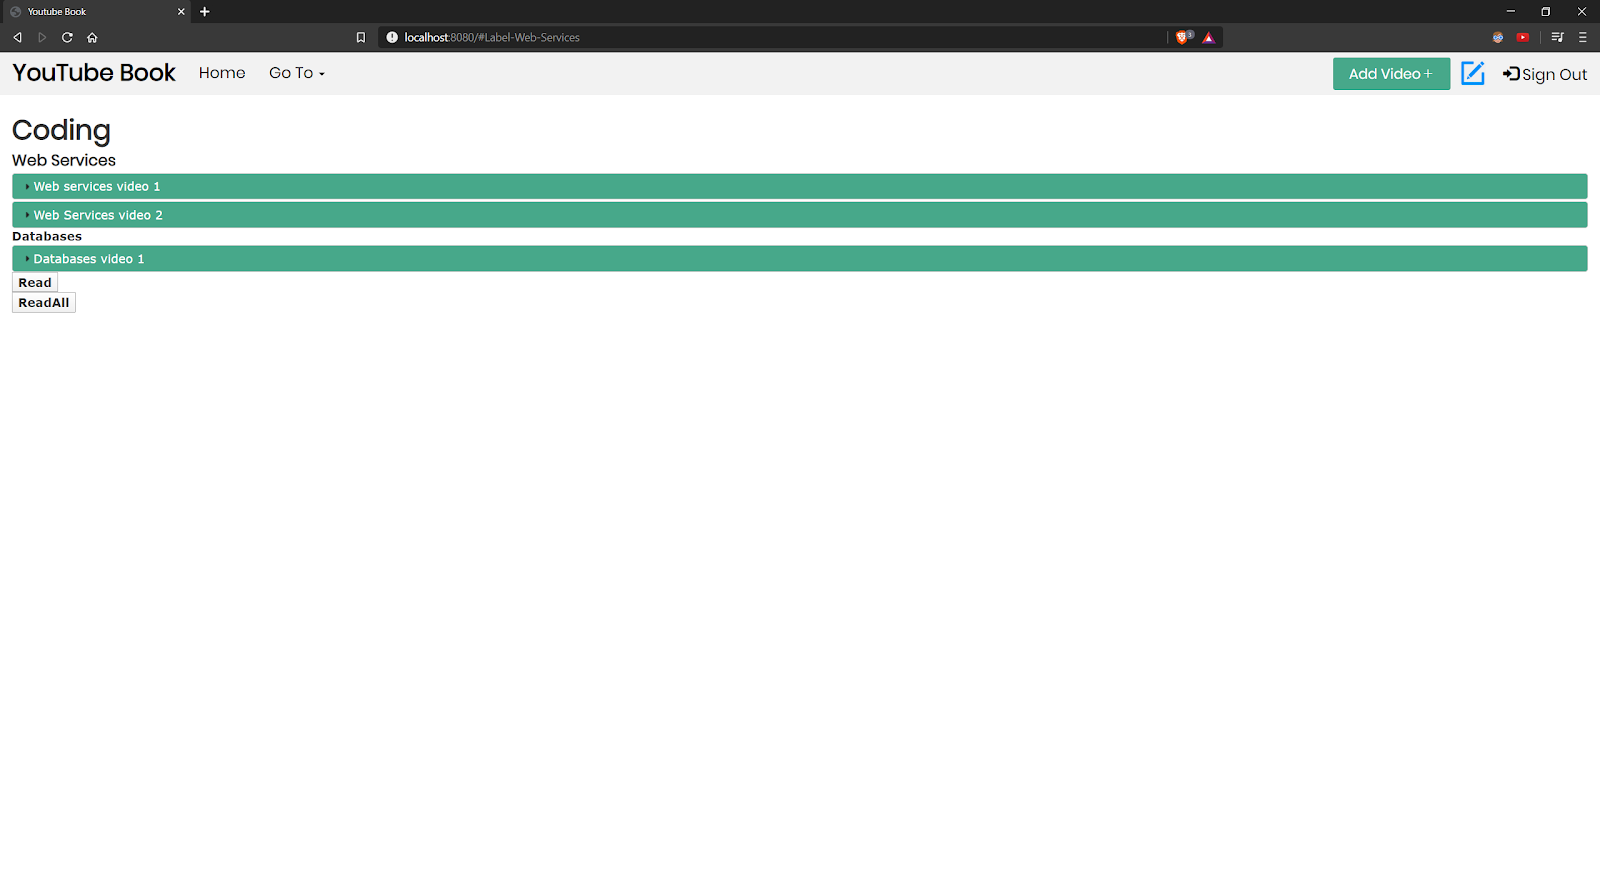 Youtube Book
localhost:8080/#Label-Web-Services
3
YouTube Book Home Go To Add Video+ Sign Out
Coding
Web Services
Web services video 1
Web Services video 2
Databases
Databases video 1
Read
ReadAll